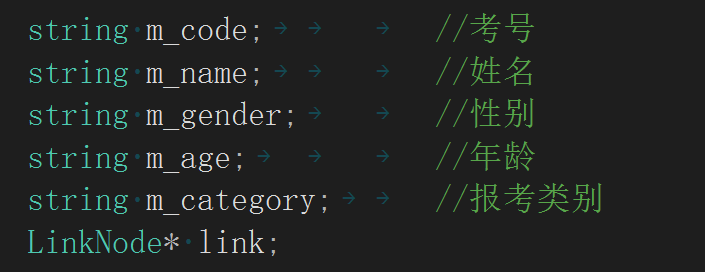 string m_code; //考号
string m_name; //姓名
string m_gender; //性别
string m_age; //年龄
string m_category; //报考类别
LinkNode* link;